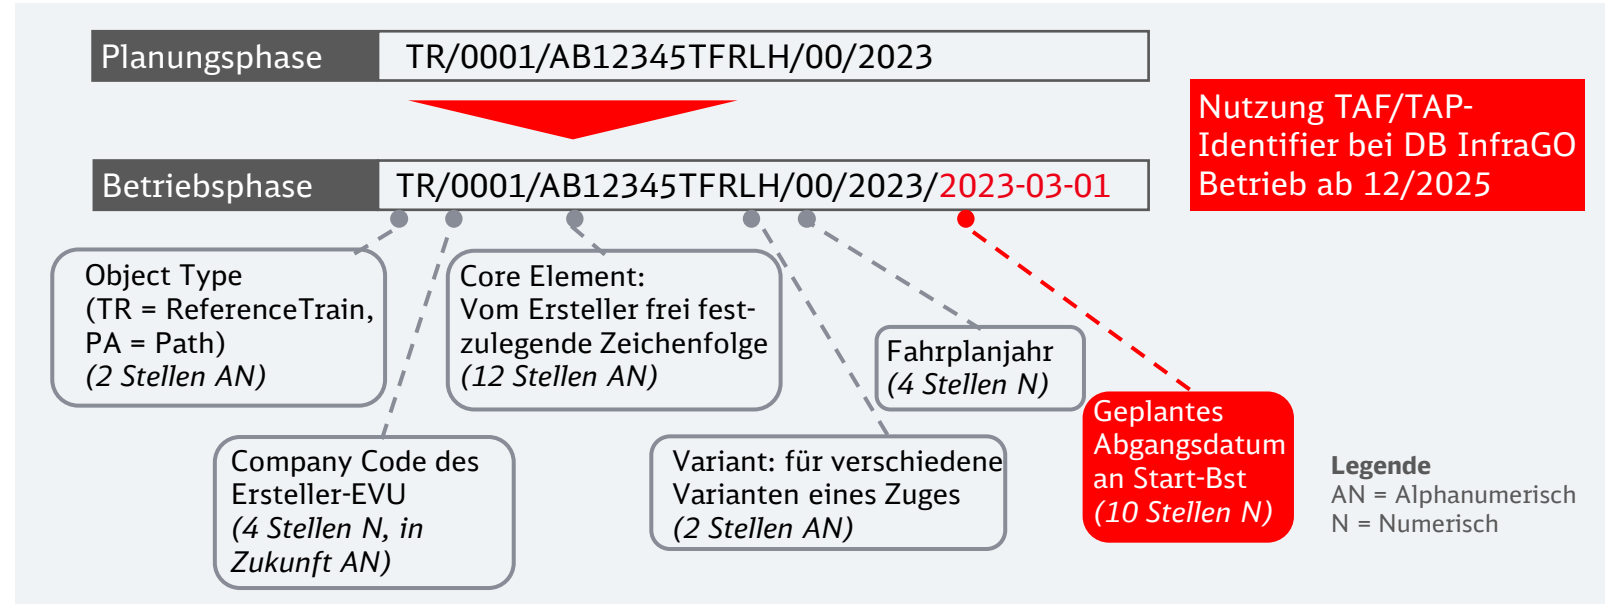 Planungsphase TR/0001/AB12345TFRLH/00/2023
Nutzung TAF/TAP-
Identifier bei DB InfraGO
Betrieb ab 12/2025
Betriebsphase TR/0001/AB12345TFRLH/00/2023/2023-03-01
Object Type
(TR = ReferenceTrain,
PA = Path)
(2 Stellen AN)
Core Element:
Vom Ersteller frei fest-
zulegende Zeichenfolge
(12 Stellen AN)
Fahrplanjahr
(4 Stellen N)
Geplantes
Abgangsdatum
an Start-Bst
(10 Stellen N)
Company Code des
Ersteller-EVU
(4 Stellen N, in
Zukunft AN)
Variant: für verschiedene
Varianten eines Zuges
(2 Stellen AN)
Legende
AN = Alphanumerisch
N = Numerisch